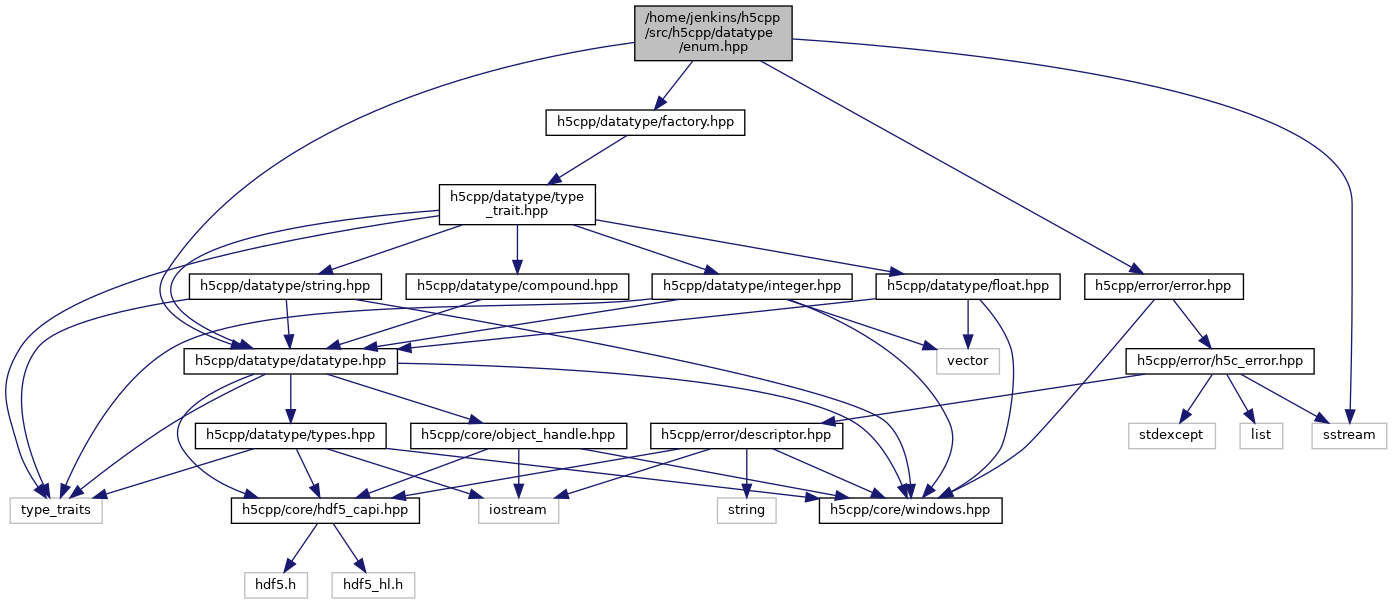 /home/jenkins/h5cpp
/src/h5cpp/datatype
/enum.hpp
h5cpp/datatype/factory.hpp
h5cpp/datatype/type
_trait.hpp
h5cpp/datatype/string.hpp
h5cpp/datatype/compound.hpp
h5cpp/datatype/integer.hpp
h5cpp/datatype/float.hpp
h5cpp/error/error.hpp
h5cpp/datatype/datatype.hpp
vector
h5cpp/error/h5c_error.hpp
h5cpp/datatype/types.hpp
h5cpp/core/object_handle.hpp
h5cpp/error/descriptor.hpp
stdexcept
list
sstream
type_traits
h5cpp/core/hdf5_capi.hpp
iostream
string
h5cpp/core/windows.hpp
hdf5.h
hdf5_hl.h